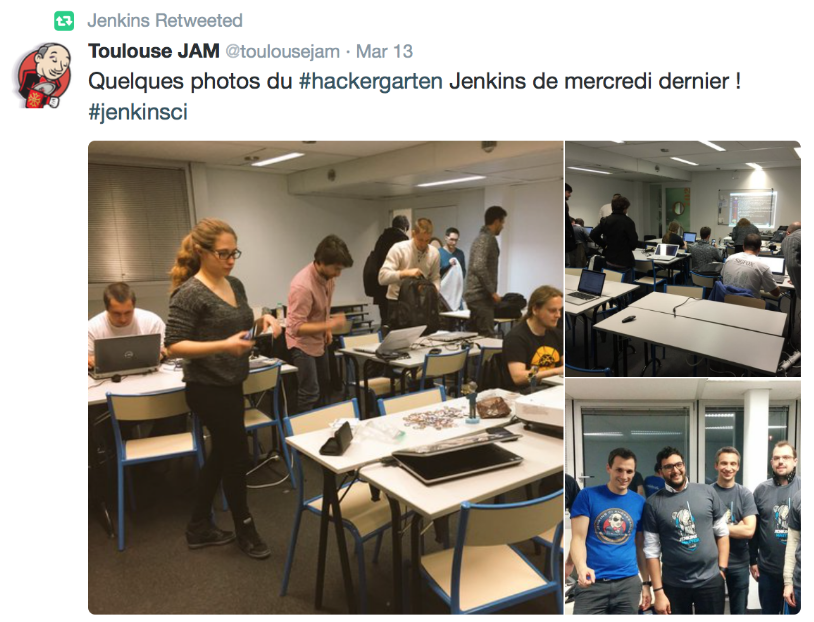 Jenkins Retweeted
Toulouse JAM @toulousejam · Mar 13
Quelques photos du #hackergarten Jenkins de mercredi dernier !
#jenkinsci